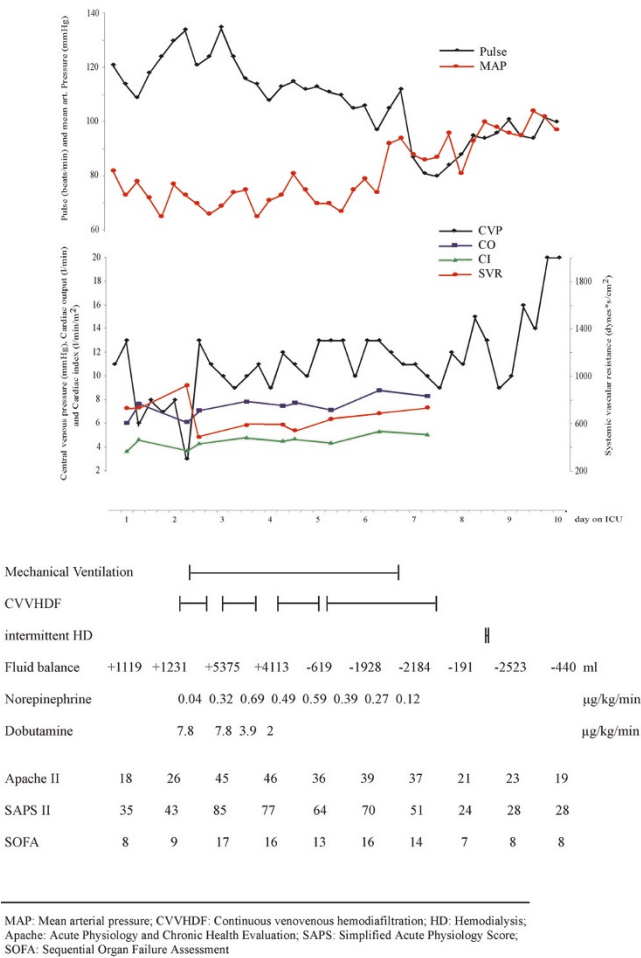 Pulse (beats/min) and mean art. Pressure (mmHg)
140
120
100
80
60
Pulse
MAP
CVP
CO
CI
SVR
Central venous pressure (mmHg), Cardiac output (l/min)
and Cardiac index (l/min/m²)
20
18
16
14
12
10
8
6
4
2
Systemic vascular resistance (dynes*s/cm²)
1800
1400
1000
600
200
1 2 3 4 5 6 7 8 9 10 day on ICU
Mechanical Ventilation
CVVHDF
intermittent HD
Fluid balance +1119 +1231 +5375 +4113 -619 -1928 -2184 -191 -2523 -440 ml
Norepinephrine 0.04 0.32 0.69 0.49 0.59 0.39 0.27 0.12 µg/kg/min
Dobutamine 7.8 7.8 3.9 2 µg/kg/min
Apache II 18 26 45 46 36 39 37 21 23 19
SAPS II 35 43 85 77 64 70 51 24 28 28
SOFA 8 9 17 16 13 16 14 7 8 8
MAP: Mean arterial pressure; CVVHDF: Continuous venovenous hemodiafiltration; HD: Hemodialysis;
Apache: Acute Physiology and Chronic Health Evaluation; SAPS: Simplified Acute Physiology Score;
SOFA: Sequential Organ Failure Assessment